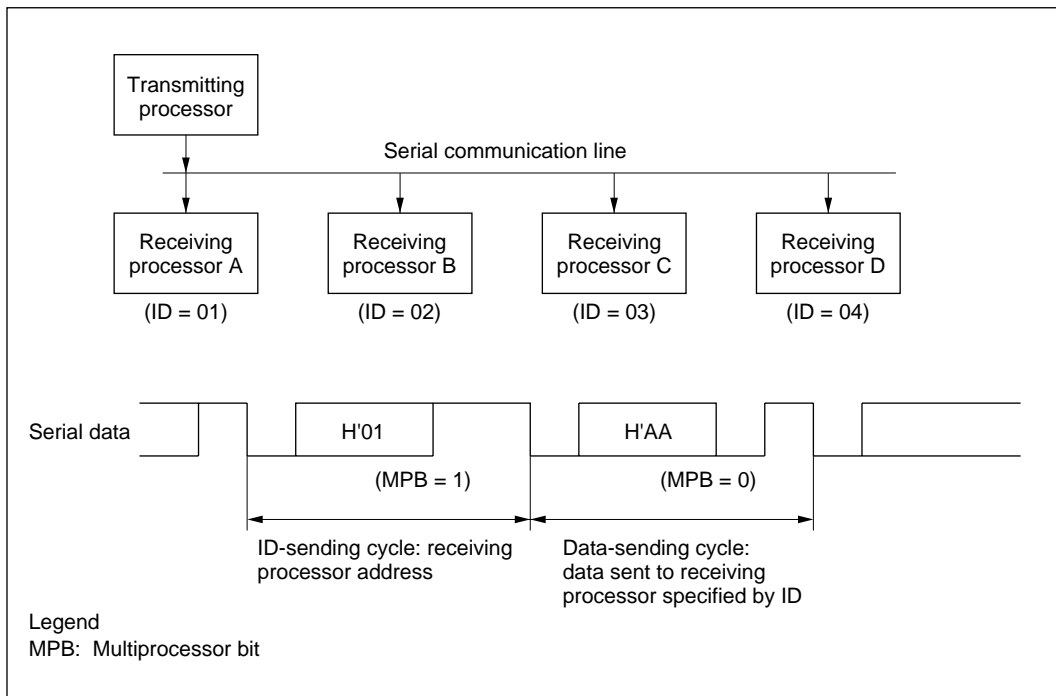 Transmitting
processor
Serial communication line
Receiving
processor A
Receiving
processor B
Receiving
processor C
Receiving
processor D
(ID = 01)
(ID = 02)
(ID = 03)
(ID = 04)
Serial data
H'01
H'AA
(MPB = 1)
(MPB = 0)
ID-sending cycle: receiving
processor address
Data-sending cycle:
data sent to receiving
processor specified by ID
Legend
MPB: Multiprocessor bit